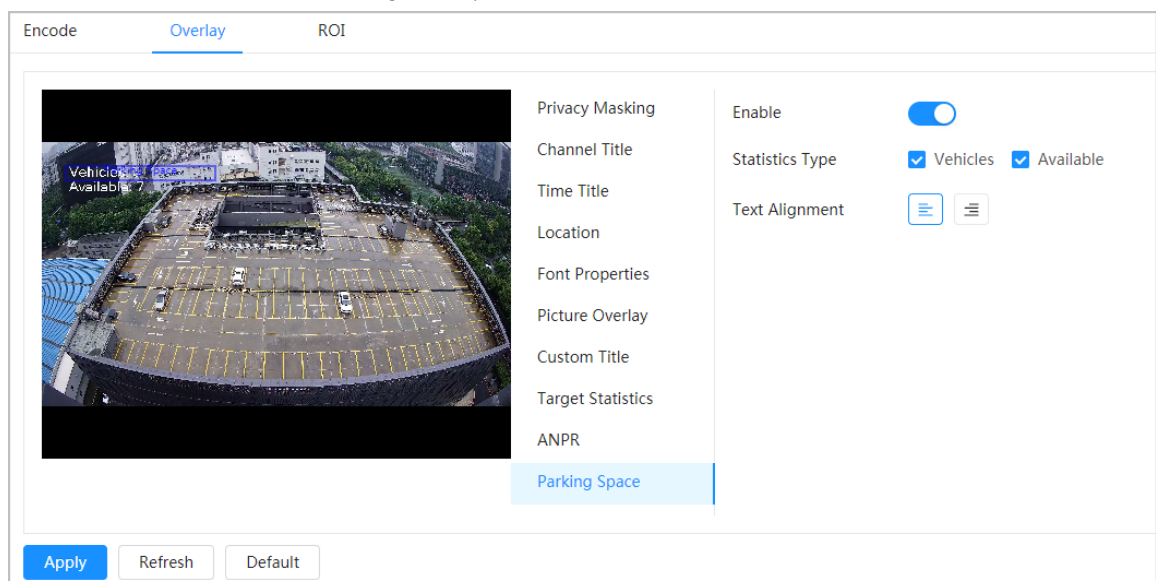 Encode
Overlay
ROI
Available: 7
Privacy Masking
Channel Title
Time Title
Location
Font Properties
Picture Overlay
Custom Title
Target Statistics
ANPR
Parking Space
Enable
Statistics Type
Vehicles
Available
Text Alignment
Apply
Refresh
Default